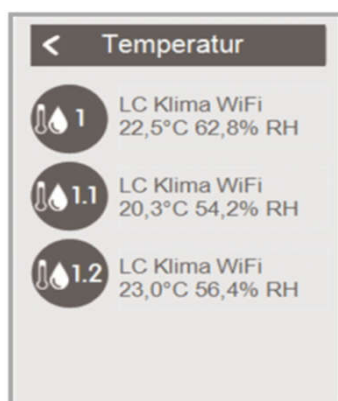 < Temperatur
1
LC Klima WiFi
22,5°C 62,8% RH
1.1
LC Klima WiFi
20,3°C 54,2% RH
1.2
LC Klima WiFi
23,0°C 56,4% RH